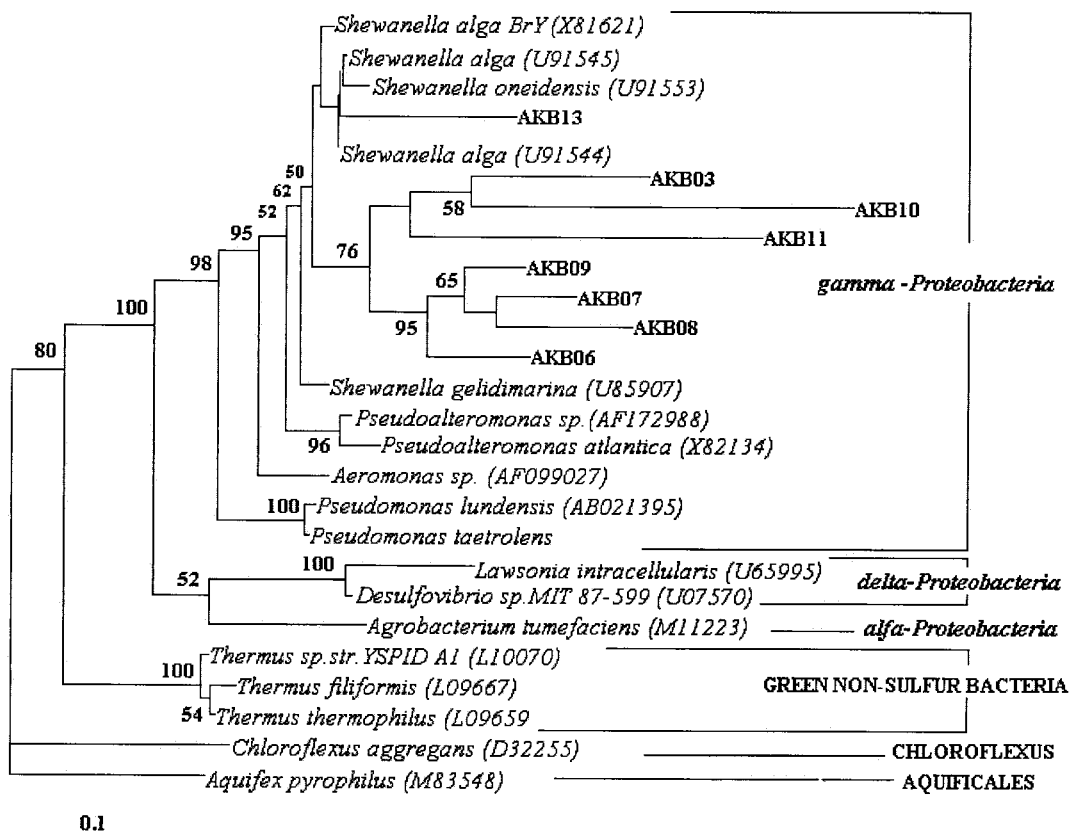 Shewanella alga BrY (X81621)
Shewanella alga (U91545)
Shewanella oneidensis (U91553)
AKB13
Shewanella alga (U91544)
50
AKB03
62
58
AKB10
52
95
AKB11
76
98
65
AKB09
gamma -Proteobacteria
100
AKB07
95
AKB08
80
AKB06
Shewanella gelidimarina (U85907)
Pseudoalteromonas sp. (AF172988)
96
Pseudoalteromonas atlantica (X82134)
Aeromonas sp. (AF099027)
100
Pseudomonas lundensis (AB021395)
Pseudomonas taetrolens
100
Lawsonia intracellularis (U65995)
52
delta-Proteobacteria
Desulfovibrio sp.MIT 87-599 (U07570)
Agrobacterium tumefaciens (M11223)
alfa-Proteobacteria
Thermus sp.str.YSPID A1 (L10070)
100
Thermus filiformis (L09667)
GREEN NON-SULFUR BACTERIA
54
Thermus thermophilus (L09659
Chloroflexus aggregans (D32255)
CHLOROFLEXUS
Aquifex pyrophilus (M83548)
AQUIFICALES
0.1